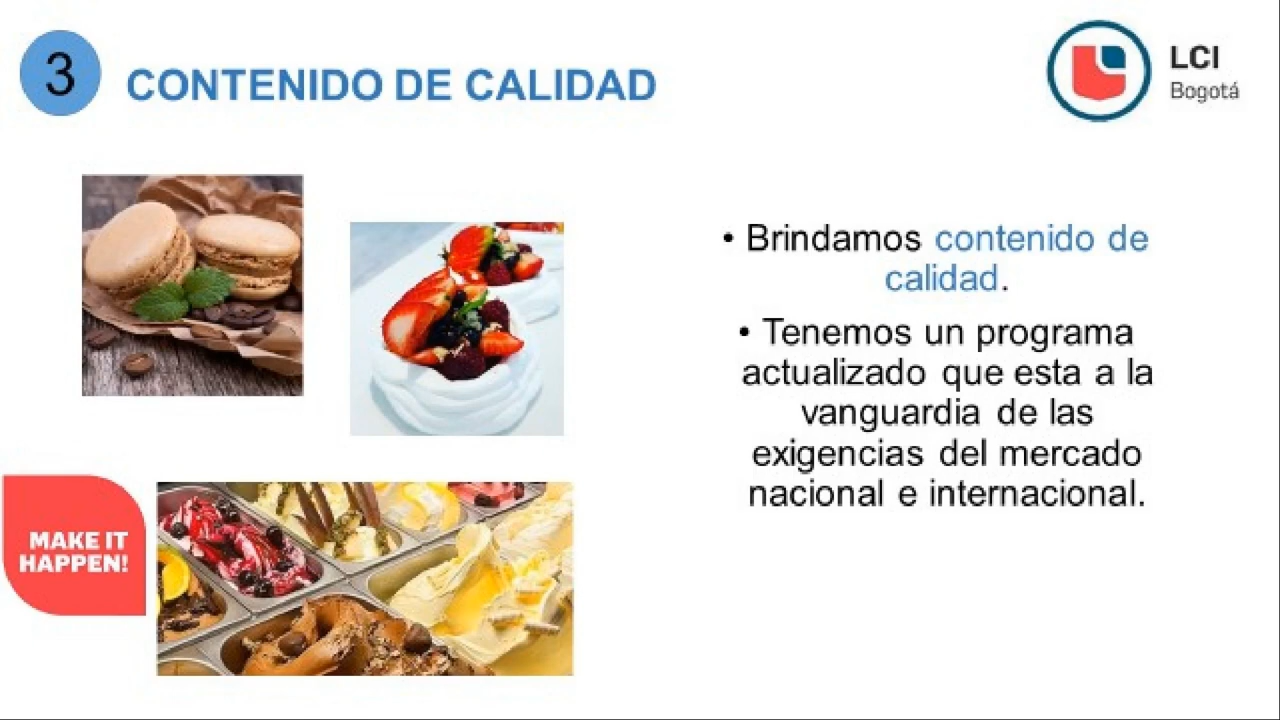 3
CONTENIDO DE CALIDAD
LCI
Bogotá
• Brindamos contenido de
calidad.
• Tenemos un programa
actualizado que esta a la
vanguardia de las
exigencias del mercado
nacional e internacional.
MAKE IT
HAPPEN!